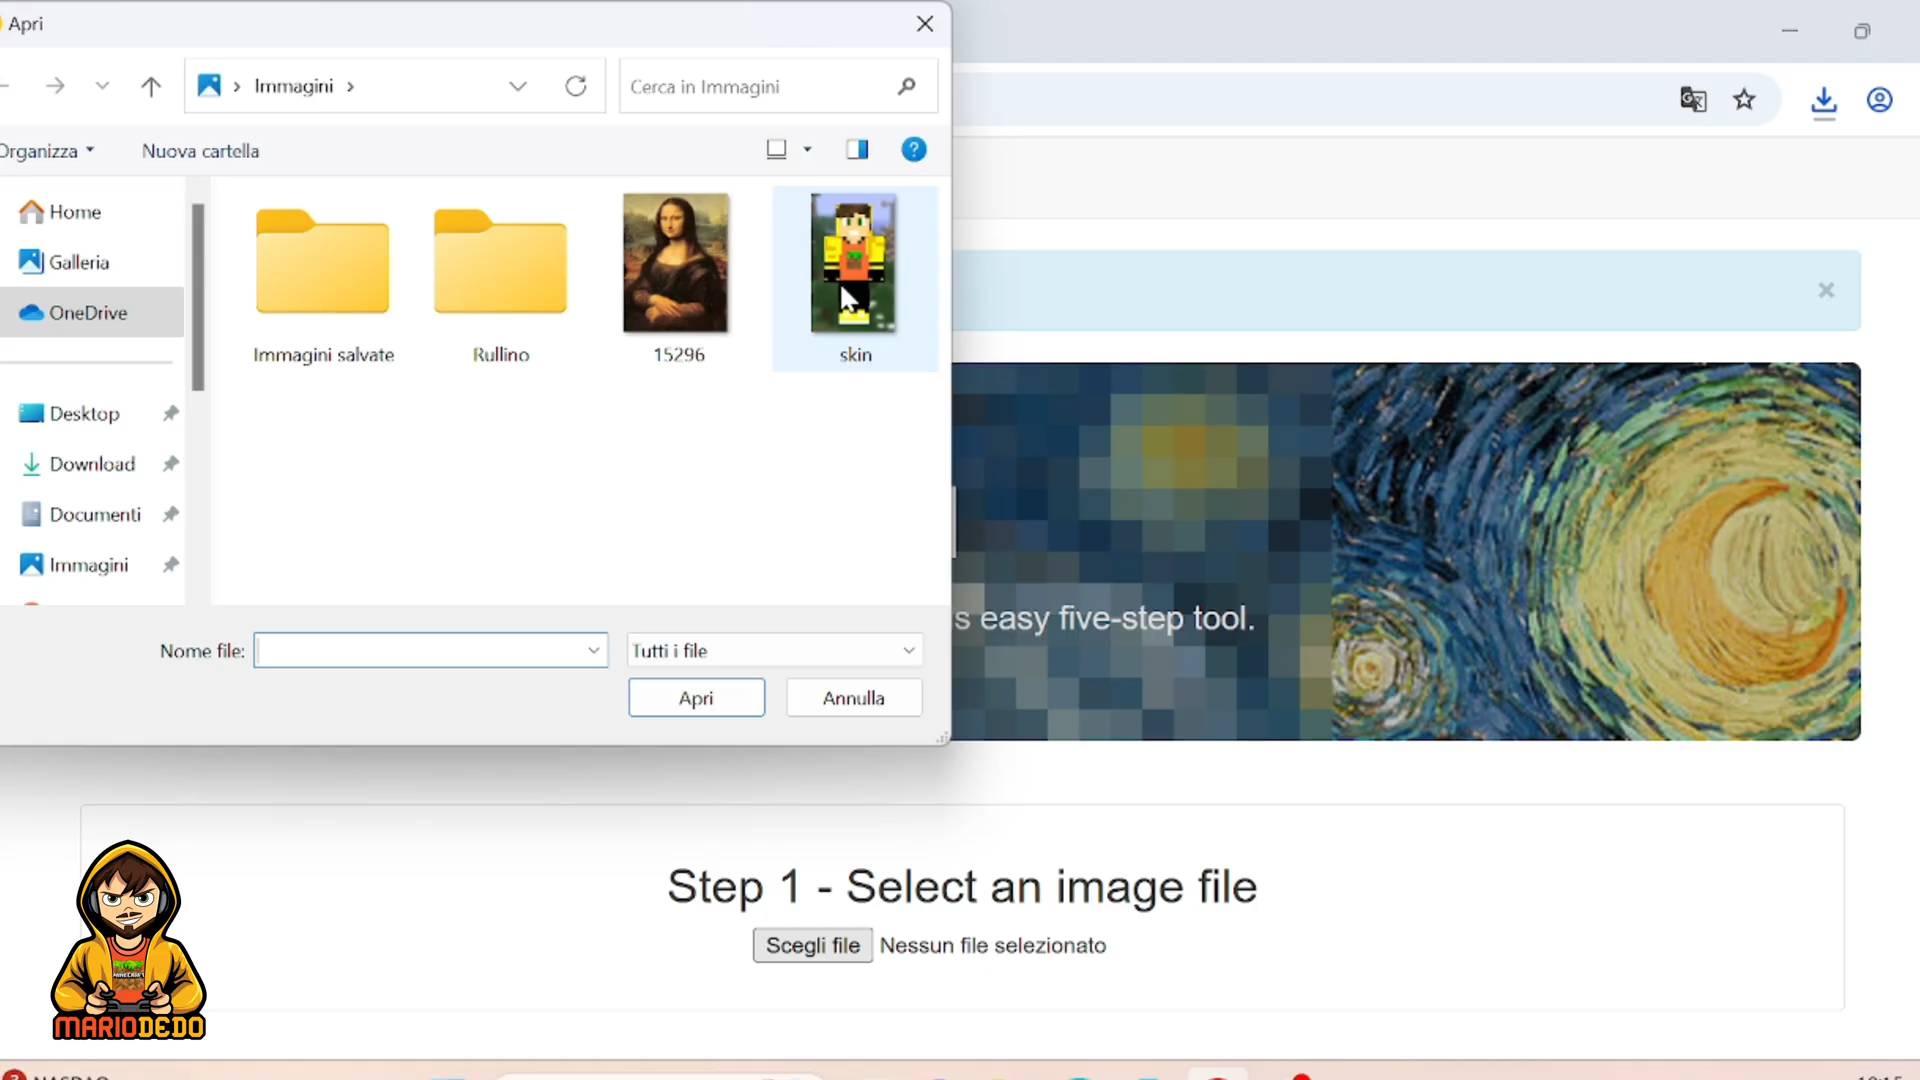 Apri
Immagini
Cerca in Immagini
Organizza
Nuova cartella
Home
Galleria
OneDrive
Desktop
Download
Documenti
Immagini
Immagini salvate
Rullino
15296
skin
Nome file:
Tutti i file
Apri
Annulla
s easy five-step tool.
Step 1 - Select an image file
Scegli file
Nessun file selezionato
MINECRAFT
MARIODEDO